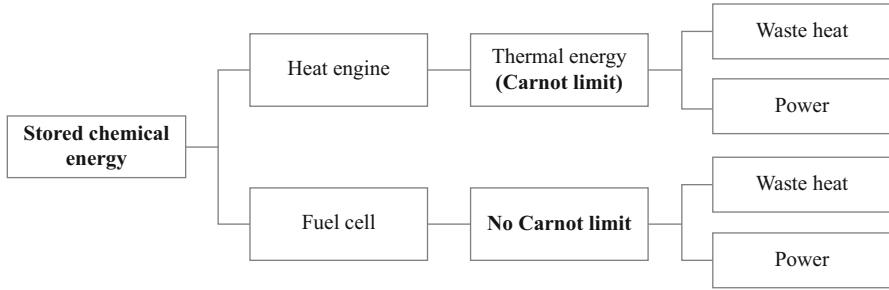 Stored chemical
energy
Heat engine
Thermal energy
(Carnot limit)
Waste heat
Power
Fuel cell
No Carnot limit
Waste heat
Power